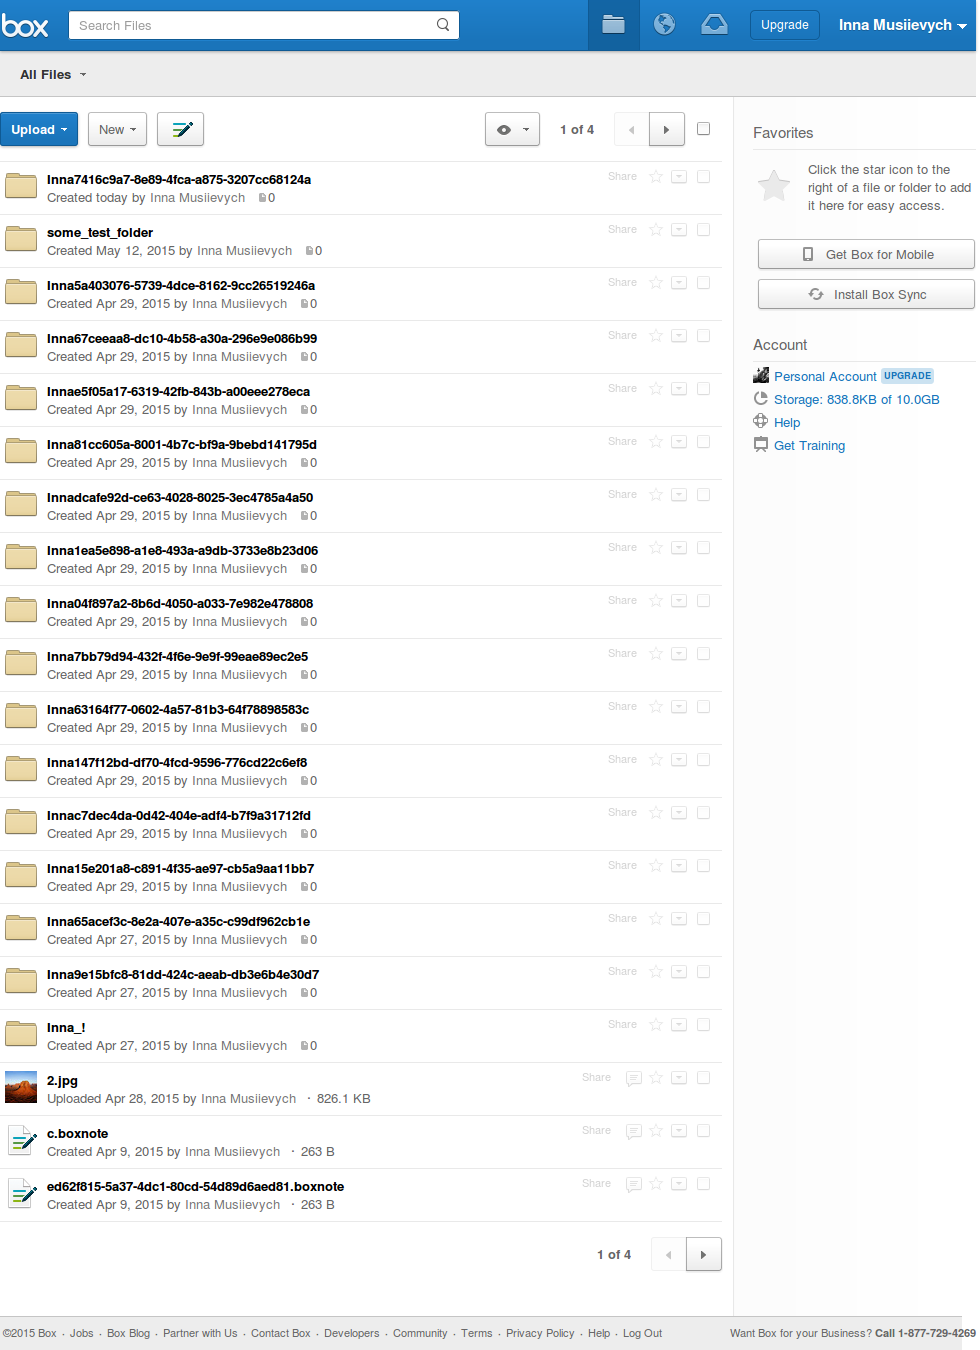 box Search Files Upgrade Inna Musiievych
All Files
Upload New 1 of 4
Inna7416c9a7-8e89-4fca-a875-3207cc68124a Share
Created today by Inna Musiievych 0
some_test_folder Share
Created May 12, 2015 by Inna Musiievych 0
Inna5a403076-5739-4dce-8162-9cc26519246a Share
Created Apr 29, 2015 by Inna Musiievych 0
Inna67ceeaa8-dc10-4b58-a30a-296e9e086b99 Share
Created Apr 29, 2015 by Inna Musiievych 0
Innae5f05a17-6319-42fb-843b-a00eee278eca Share
Created Apr 29, 2015 by Inna Musiievych 0
Inna81cc605a-8001-4b7c-bf9a-9bebd141795d Share
Created Apr 29, 2015 by Inna Musiievych 0
Innadcafe92d-ce63-4028-8025-3ec4785a4a50 Share
Created Apr 29, 2015 by Inna Musiievych 0
Inna1ea5e898-a1e8-493a-a9db-3733e8b23d06 Share
Created Apr 29, 2015 by Inna Musiievych 0
Inna04f897a2-8b6d-4050-a033-7e982e478808 Share
Created Apr 29, 2015 by Inna Musiievych 0
Inna7bb79d94-432f-4f6e-9e9f-99eae89ec2e5 Share
Created Apr 29, 2015 by Inna Musiievych 0
Inna63164f77-0602-4a57-81b3-64f78898583c Share
Created Apr 29, 2015 by Inna Musiievych 0
Inna147f12bd-df70-4fcd-9596-776cd22c6ef8 Share
Created Apr 29, 2015 by Inna Musiievych 0
Innac7dec4da-0d42-404e-adf4-b7f9a31712fd Share
Created Apr 29, 2015 by Inna Musiievych 0
Inna15e201a8-c891-4f35-ae97-cb5a9aa11bb7 Share
Created Apr 29, 2015 by Inna Musiievych 0
Inna65acef3c-8e2a-407e-a35c-c99df962cb1e Share
Created Apr 27, 2015 by Inna Musiievych 0
Inna9e15bfc8-81dd-424c-aeab-db3e6b4e30d7 Share
Created Apr 27, 2015 by Inna Musiievych 0
Inna_! Share
Created Apr 27, 2015 by Inna Musiievych 0
2.jpg Share
Uploaded Apr 28, 2015 by Inna Musiievych · 826.1 KB
c.boxnote Share
Created Apr 9, 2015 by Inna Musiievych · 263 B
ed62f815-5a37-4dc1-80cd-54d89d6aed81.boxnote Share
Created Apr 9, 2015 by Inna Musiievych · 263 B
1 of 4
Favorites
Click the star icon to the
right of a file or folder to add
it here for easy access.
Get Box for Mobile
Install Box Sync
Account
Personal Account UPGRADE
Storage: 838.8KB of 10.0GB
Help
Get Training
©2015 Box · Jobs · Box Blog · Partner with Us · Contact Box · Developers · Community · Terms · Privacy Policy · Help · Log Out Want Box for your Business? Call 1-877-729-4269